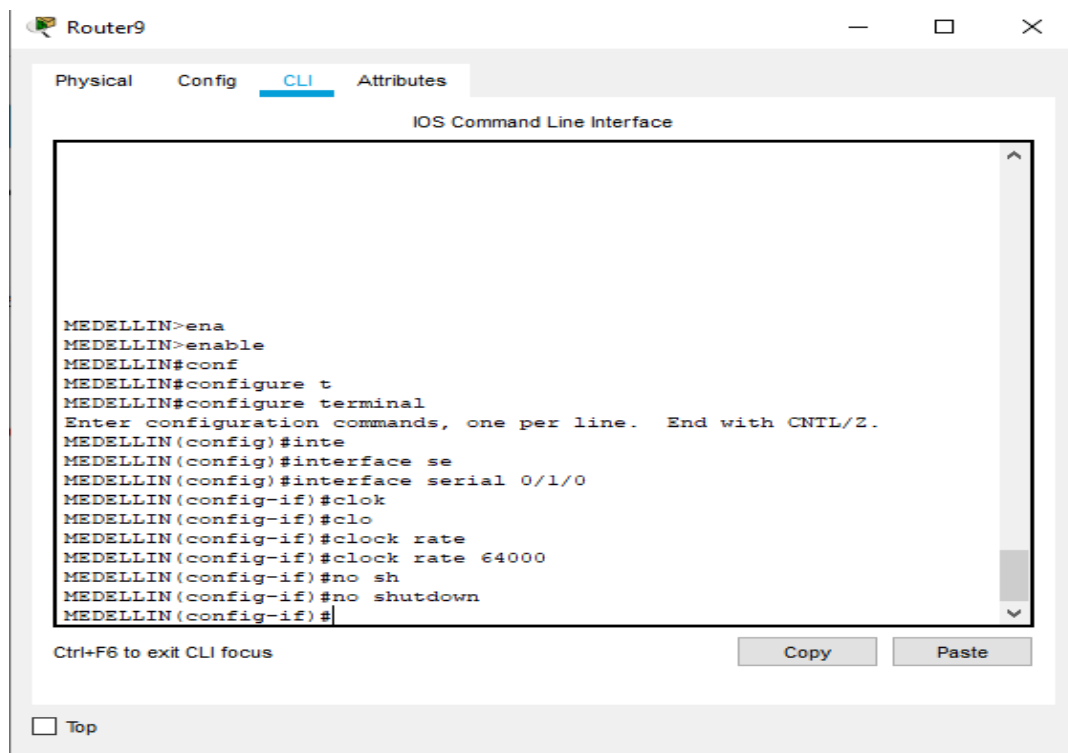 Router9
Physical Config CLI Attributes
IOS Command Line Interface
MEDELLIN>ena
MEDELLIN>enable
MEDELLIN#conf
MEDELLIN#configure t
MEDELLIN#configure terminal
Enter configuration commands, one per line. End with CNTL/Z.
MEDELLIN(config)#inte
MEDELLIN(config)#interface se
MEDELLIN(config)#interface serial 0/1/0
MEDELLIN(config-if)#clok
MEDELLIN(config-if)#clo
MEDELLIN(config-if)#clock rate
MEDELLIN(config-if)#clock rate 64000
MEDELLIN(config-if)#no sh
MEDELLIN(config-if)#no shutdown
MEDELLIN(config-if)#
Ctrl+F6 to exit CLI focus
Copy Paste
Top